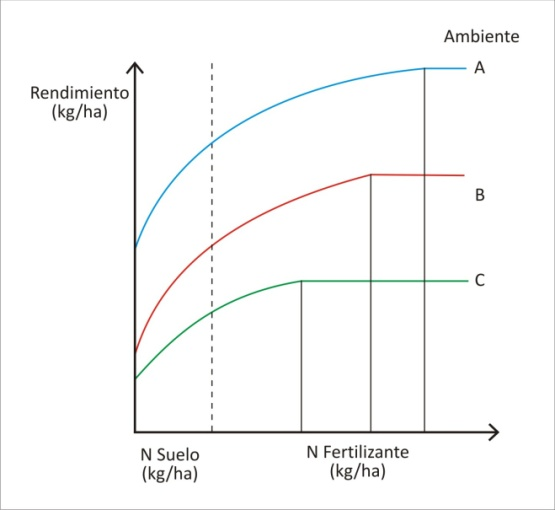 Ambiente
A
Rendimiento
(kg/ha)
B
C
N Suelo
(kg/ha)
N Fertilizante
(kg/ha)